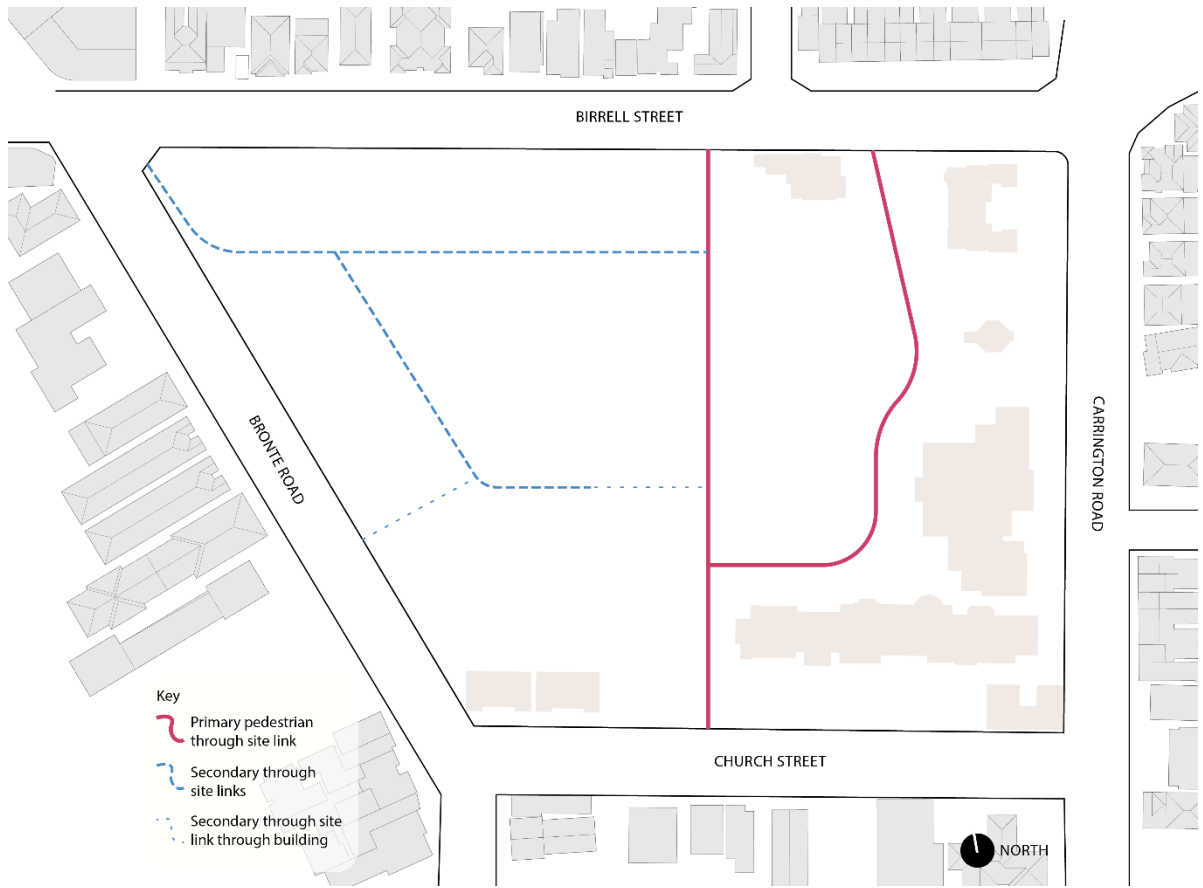 BIRRELL STREET
BRONTE ROAD
CARRINGTON ROAD
Key
Primary pedestrian
through site link
Secondary through
site links
Secondary through site
link through building
CHURCH STREET
NORTH